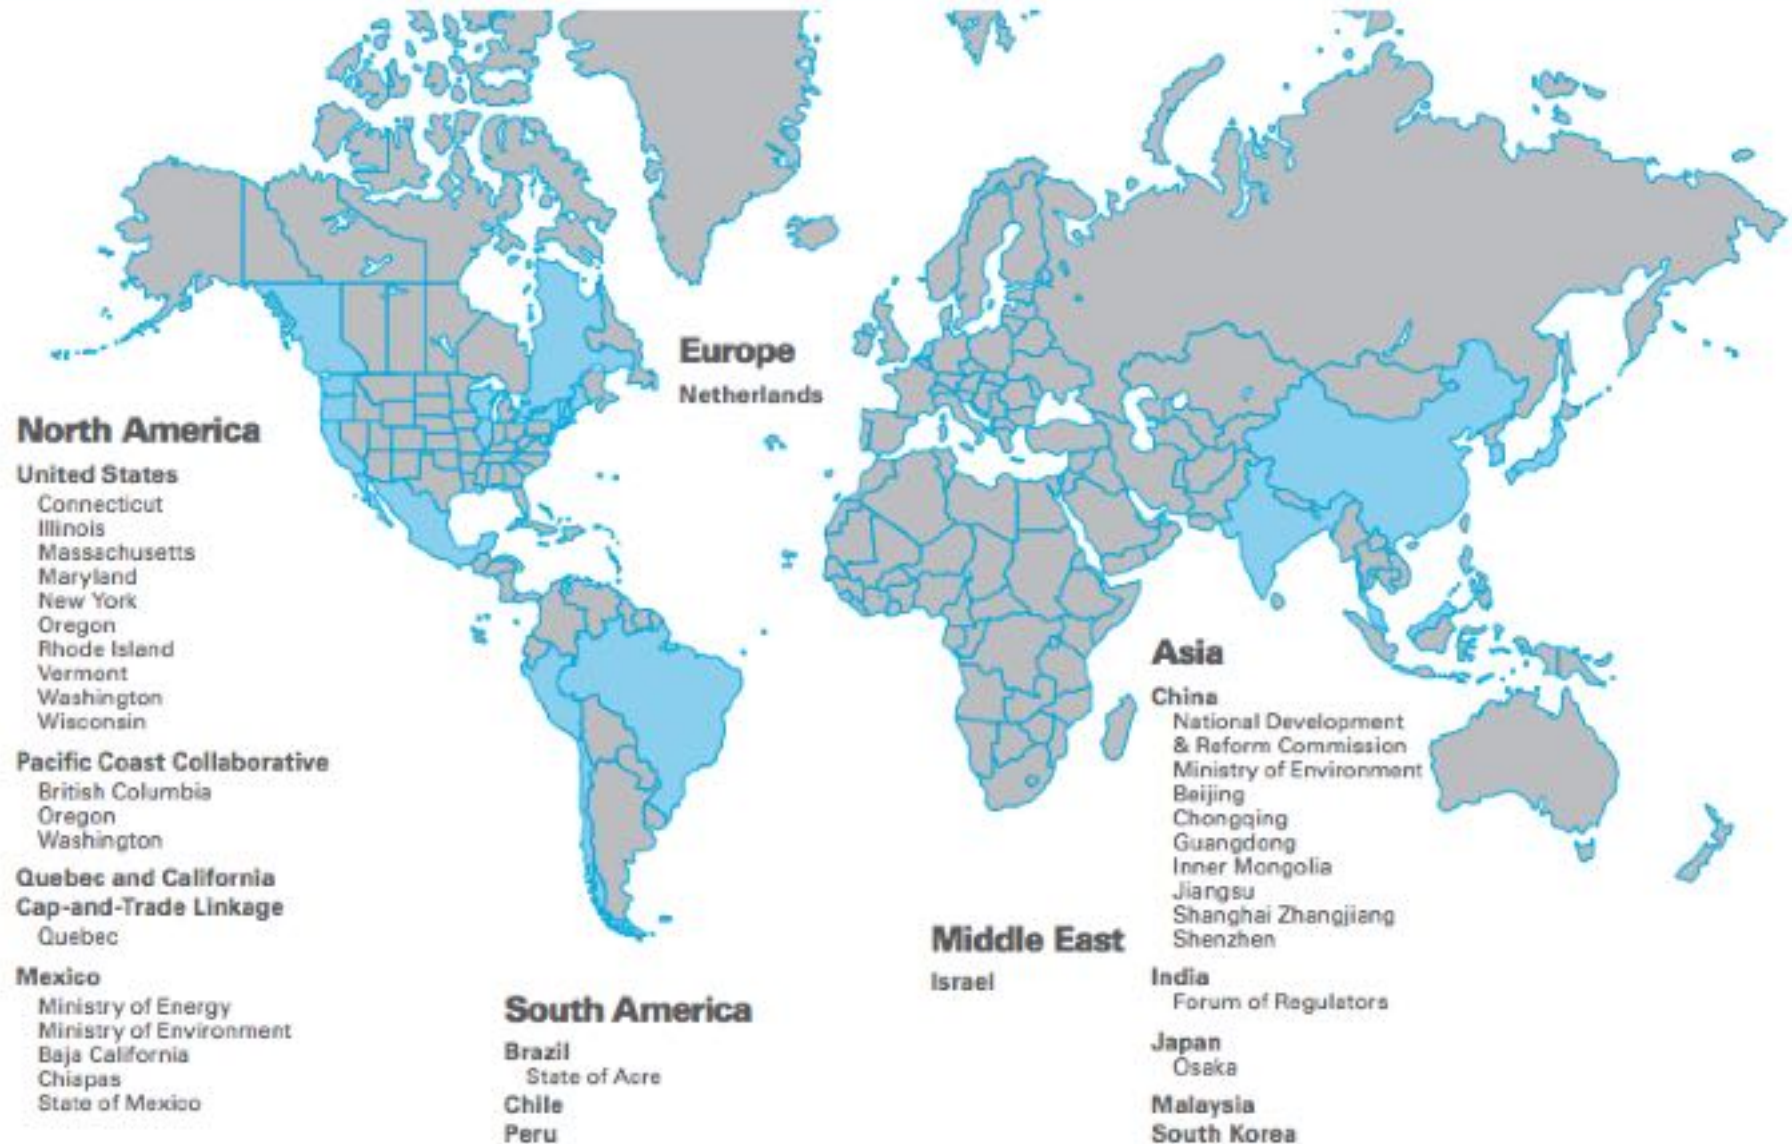 North America
United States
Connecticut
Illinois
Massachusetts
Maryland
New York
Oregon
Rhode Island
Vermont
Washington
Wisconsin
Pacific Coast Collaborative
British Columbia
Oregon
Washington
Quebec and California
Cap-and-Trade Linkage
Quebec
Mexico
Ministry of Energy
Ministry of Environment
Baja California
Chiapas
State of Mexico
South America
Brazil
State of Acre
Chile
Peru
Europe
Netherlands
Middle East
Israel
Asia
China
National Development
& Reform Commission
Ministry of Environment
Beijing
Chongqing
Guangdong
Inner Mongolia
Jiangsu
Shanghai Zhangjiang
Shenzhen
India
Forum of Regulators
Japan
Osaka
Malaysia
South Korea